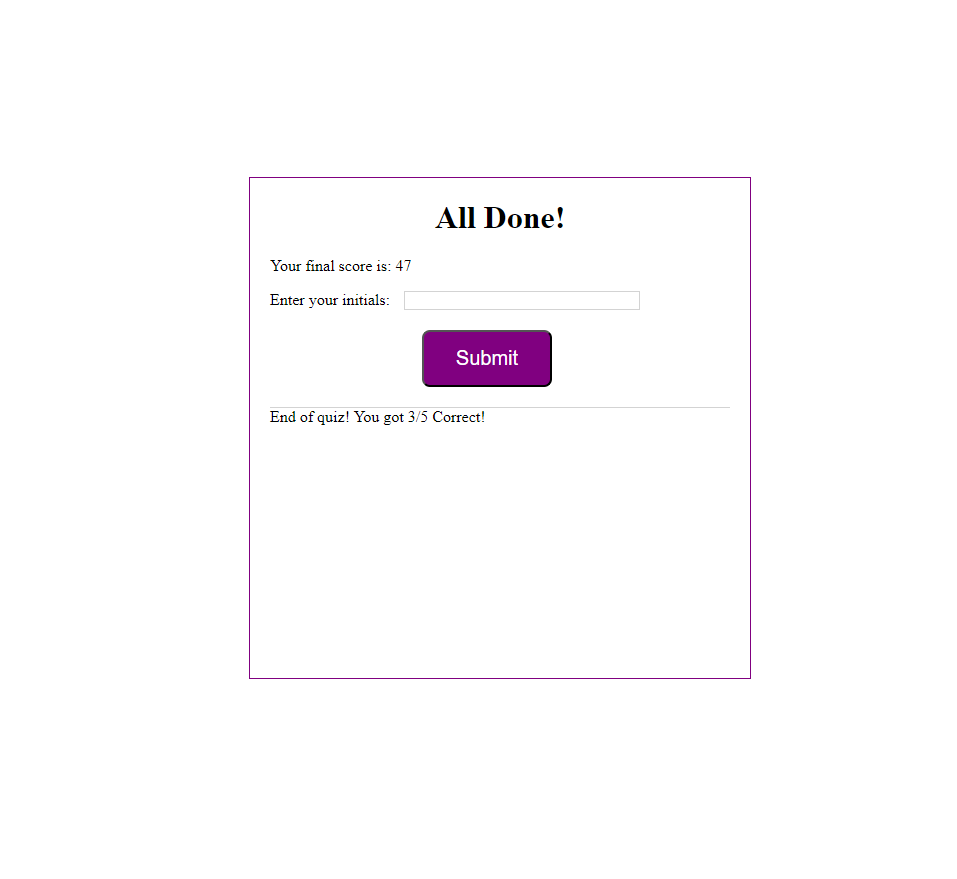 All Done!
Your final score is: 47
Enter your initials:
Submit
End of quiz! You got 3/5 Correct!